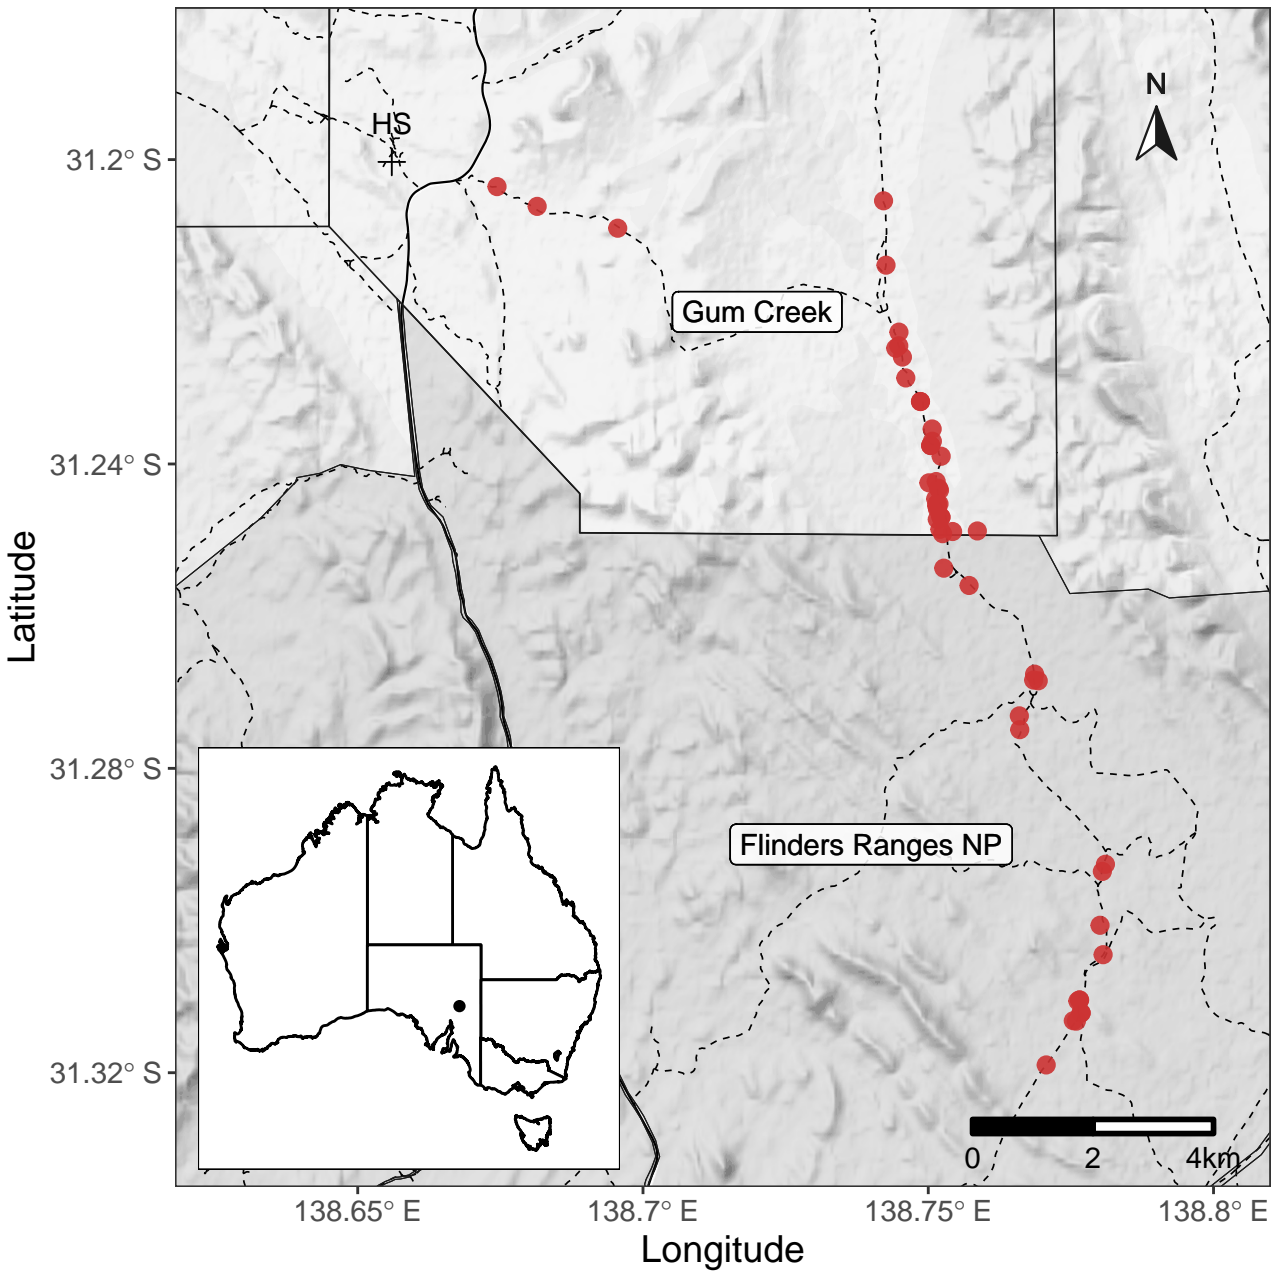 N
HS
31.2° S
Gum Creek
31.24° S
Latitude
31.28° S
Flinders Ranges NP
31.32° S
0 2 4km
138.65° E 138.7° E 138.75° E 138.8° E
Longitude